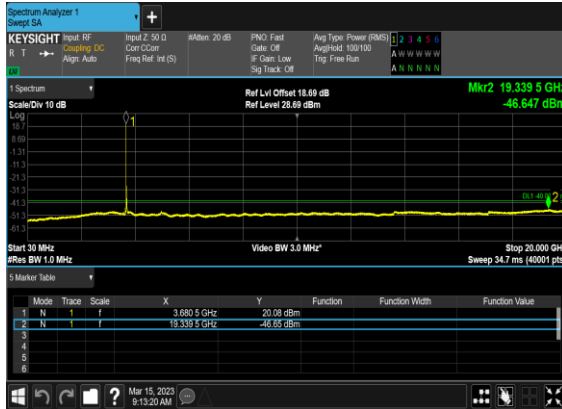 Spectrum Analyzer 1
Swept SA
+
KEYSIGHT Input: RF Input Z: 50 Ω #Atten: 20 dB PNO: Fast Avg Type: Power (RMS) 1 2 3 4 5 6
R T Coupling: DC Corr CCorr Gate: Off Avg|Hold: 100/100 A W W W W W
Align: Auto Freq Ref: Int (S) IF Gain: Low Trig: Free Run
LU Sig Track: Off A N N N N N
1 Spectrum Ref Lvl Offset 18.69 dB Mkr2 19.339 5 GHz
Scale/Div 10 dB Ref Level 28.69 dBm -46.647 dBm
Log
18.7
8.69
-1.31
-11.3
-21.3
-31.3
-41.3
-51.3
-61.3
1
2
Start 30 MHz Video BW 3.0 MHz* Stop 20.000 GH
#Res BW 1.0 MHz Sweep 34.7 ms (40001 pts
5 Marker Table
Mode Trace Scale X Y Function Function Width Function Value
1 N 1 f 3.680 5 GHz 20.08 dBm
2 N 1 f 19.339 5 GHz -46.65 dBm
3
4
5
6
? Mar 15, 2023
9:13:20 AM